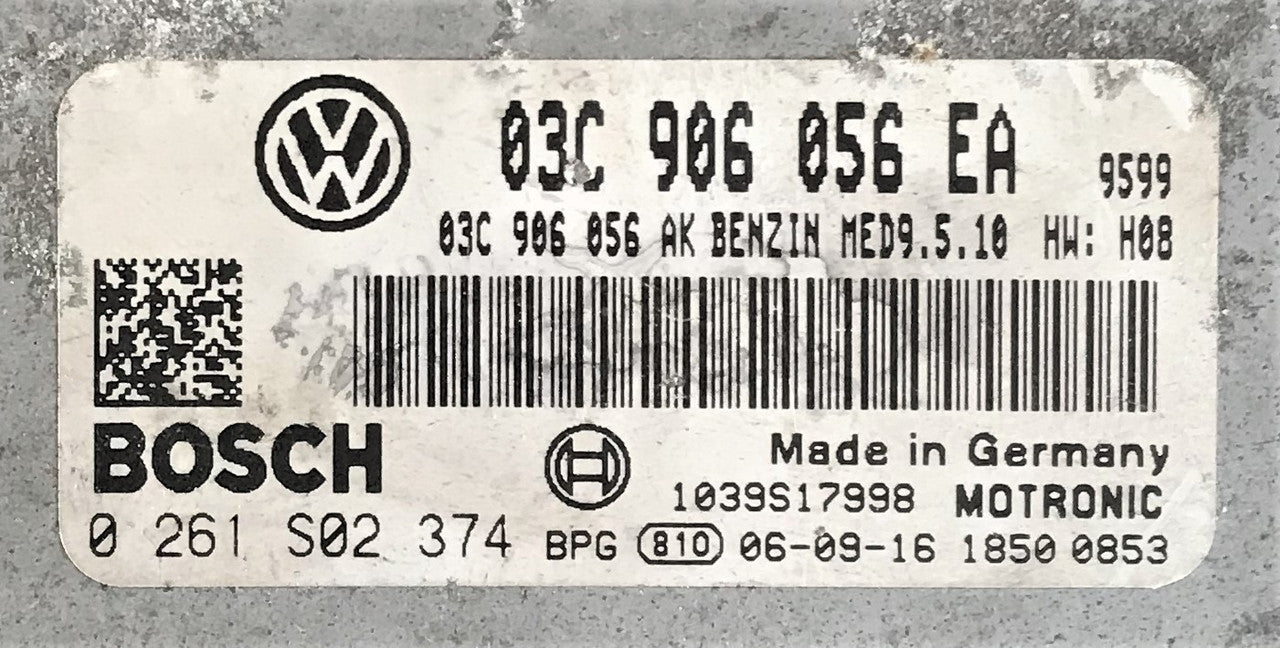 03C 906 056 EA 9599
03C 906 056 AK BENZIN MED9.5.10 HW: H08
BOSCH
Made in Germany
1039S17998 MOTRONIC
0 261 S02 374 BPG 810 06-09-16 1850 0853